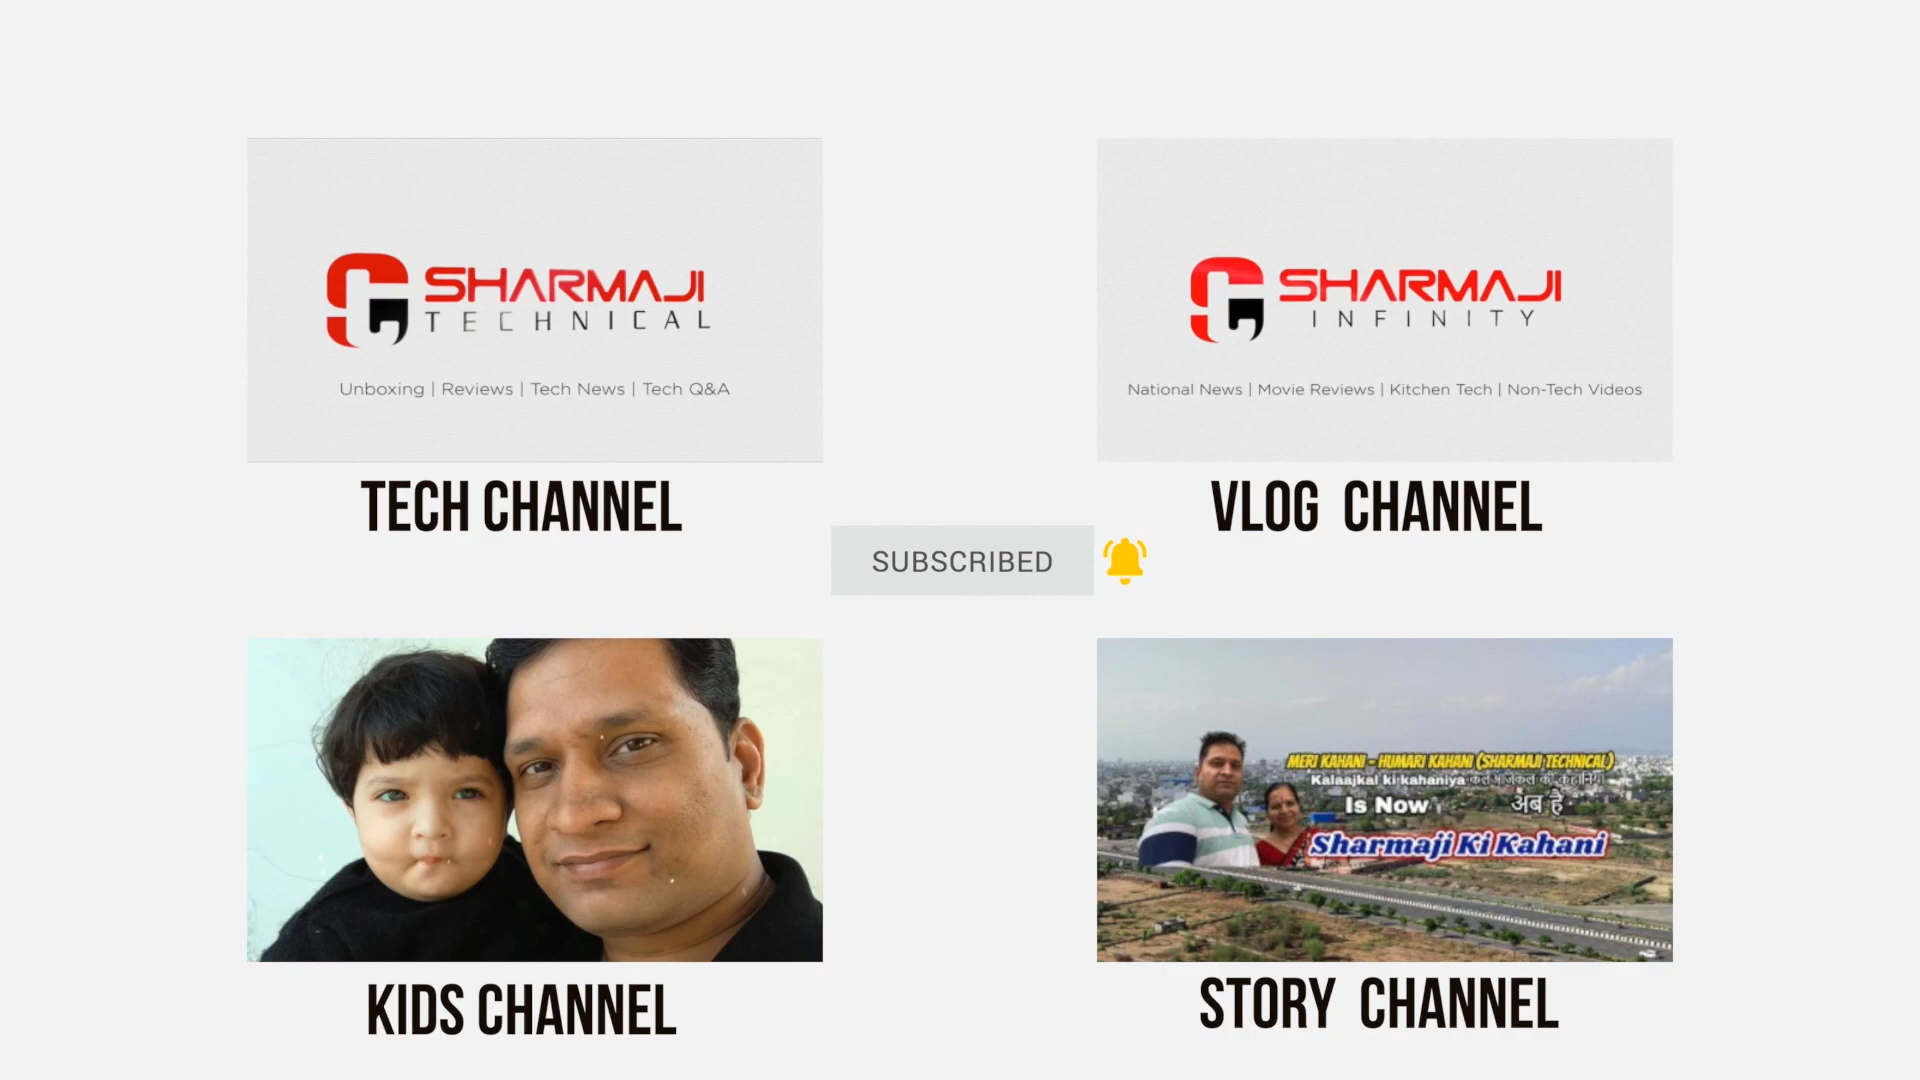 SHARMAJI
TECHNICAL
Unboxing | Reviews | Tech News | Tech Q&A
TECH CHANNEL
SHARMAJI
INFINITY
National News | Movie Reviews | Kitchen Tech | Non-Tech Videos
VLOG CHANNEL
SUBSCRIBED
KIDS CHANNEL
MERI KAHANI - HUMARI KAHANI (SHARMAJI TECHNICAL)
Kalaajkal ki kahaniya
Is Now अब है
Sharmaji Ki Kahani
STORY CHANNEL